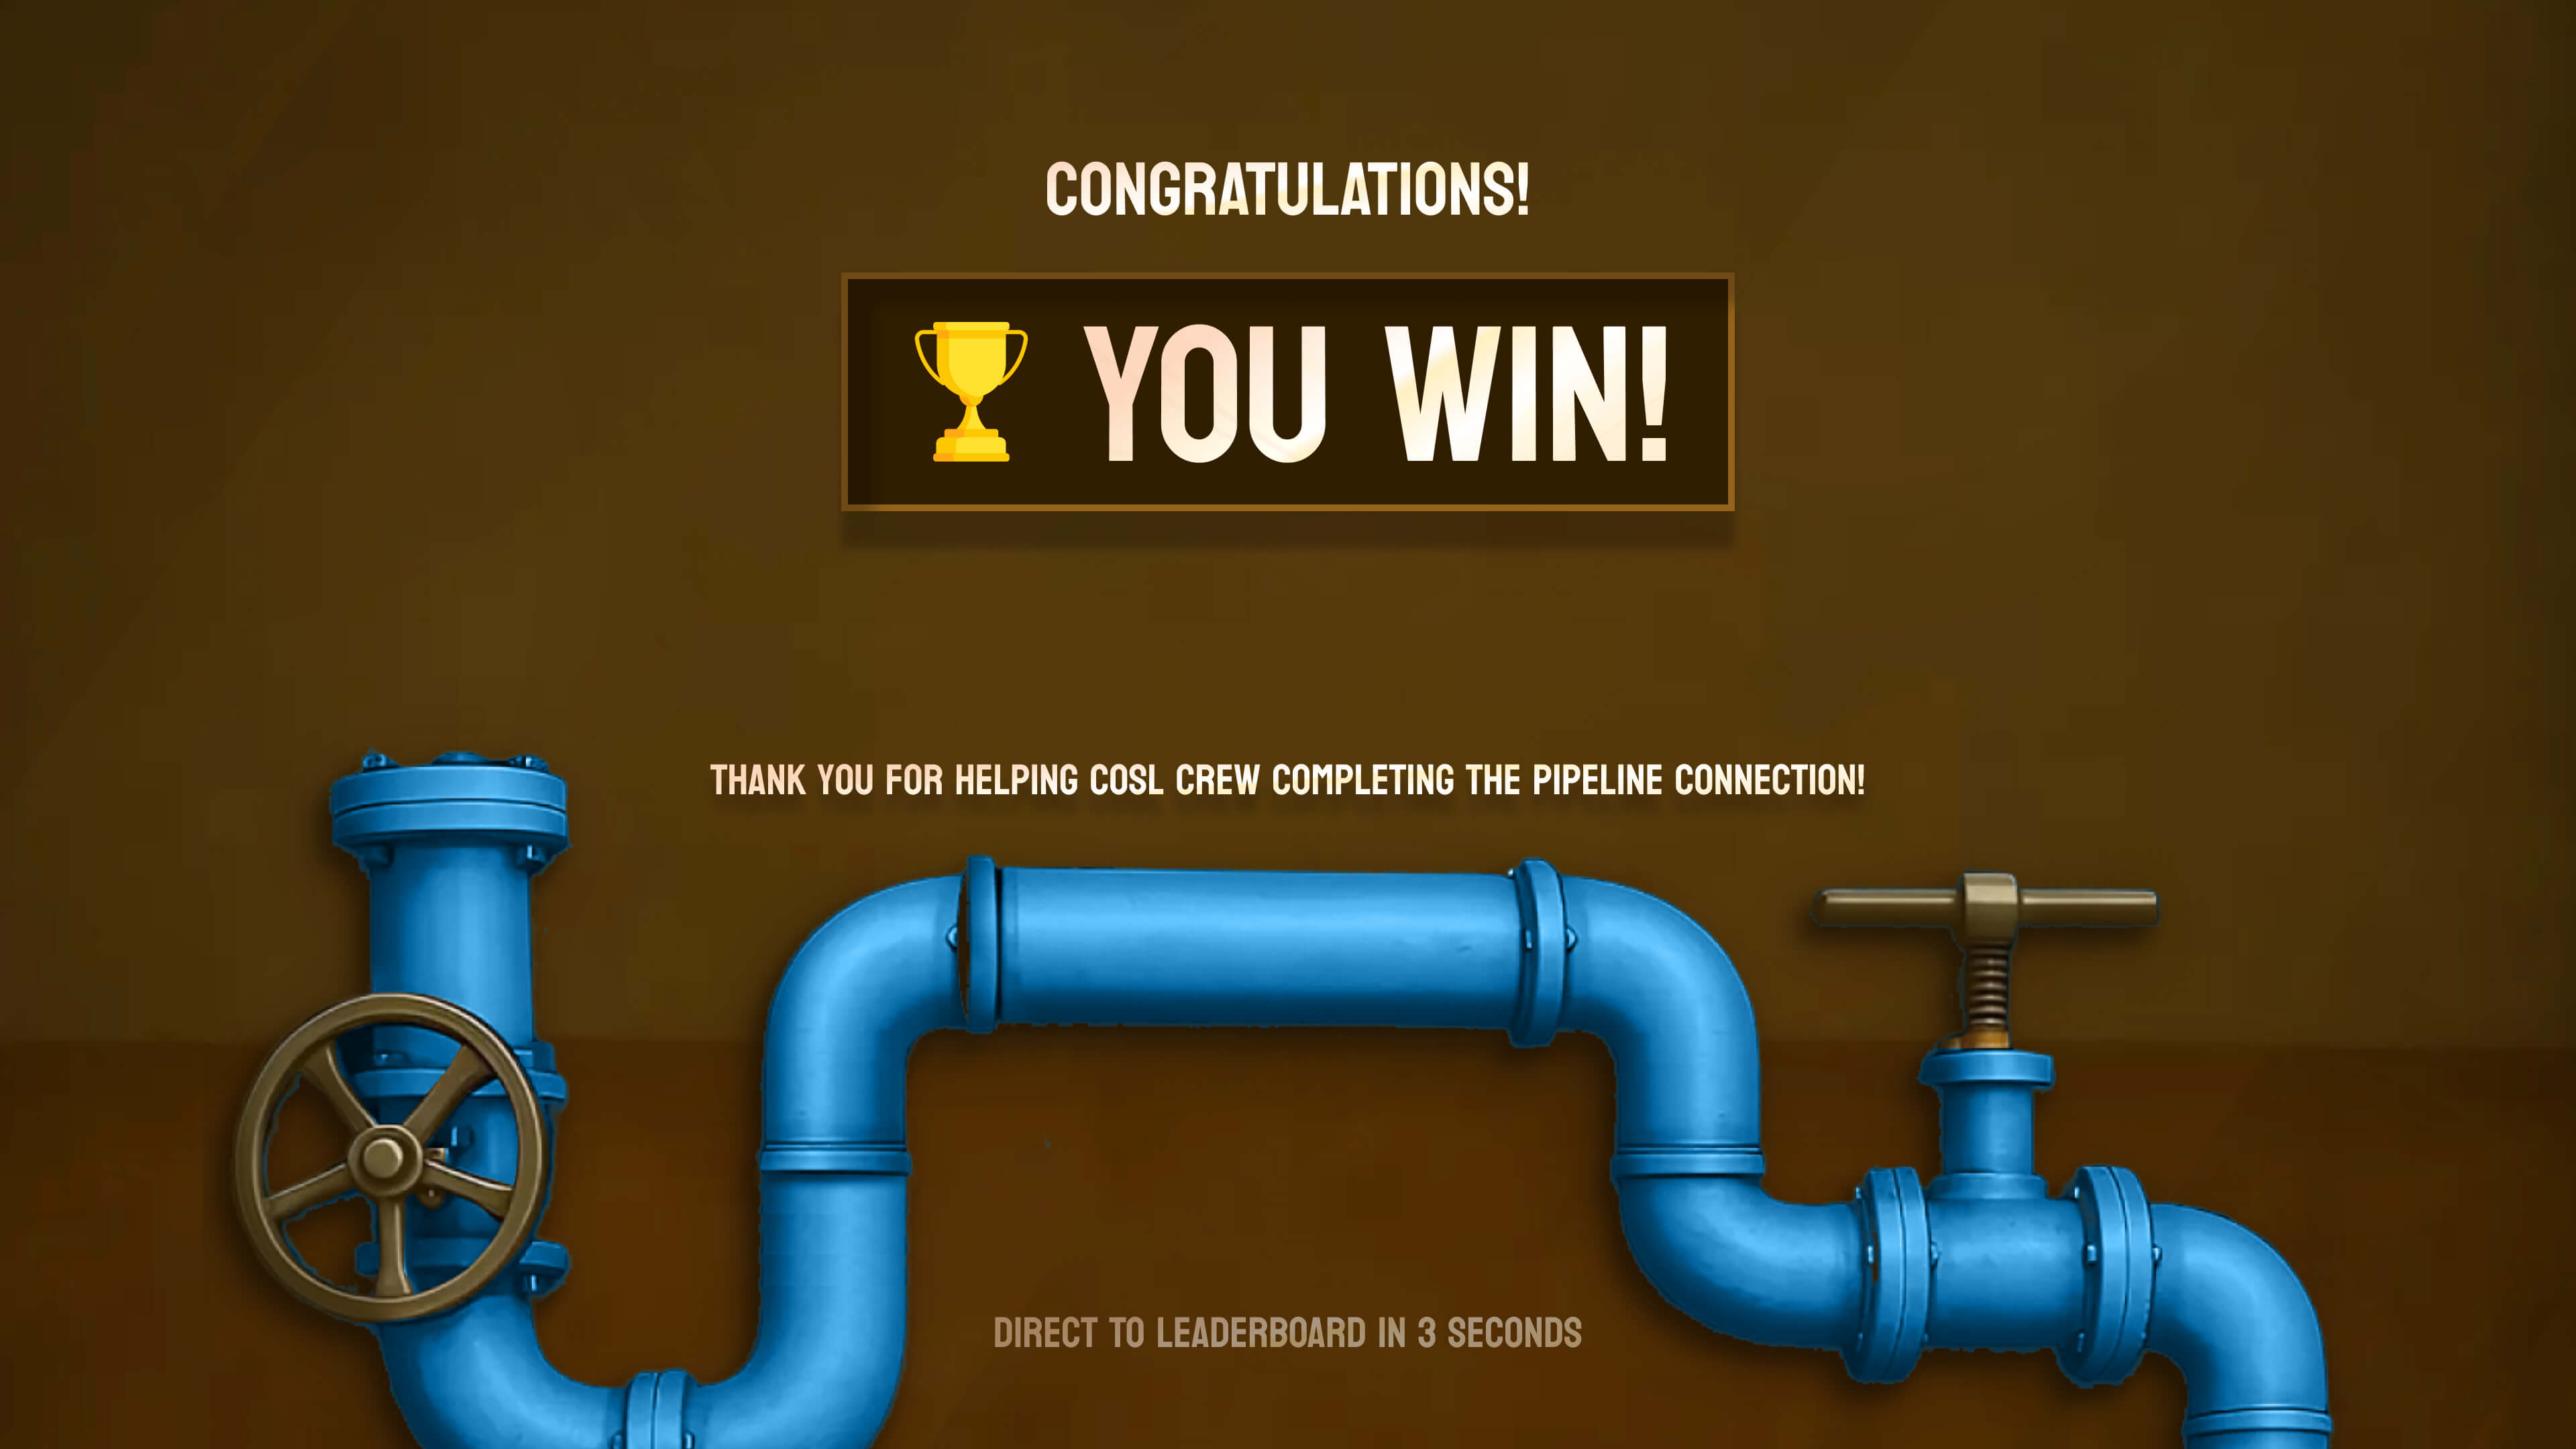 CONGRATULATIONS!
YOU WIN!
THANK YOU FOR HELPING COSL CREW COMPLETING THE PIPELINE CONNECTION!
DIRECT TO LEADERBOARD IN 3 SECONDS